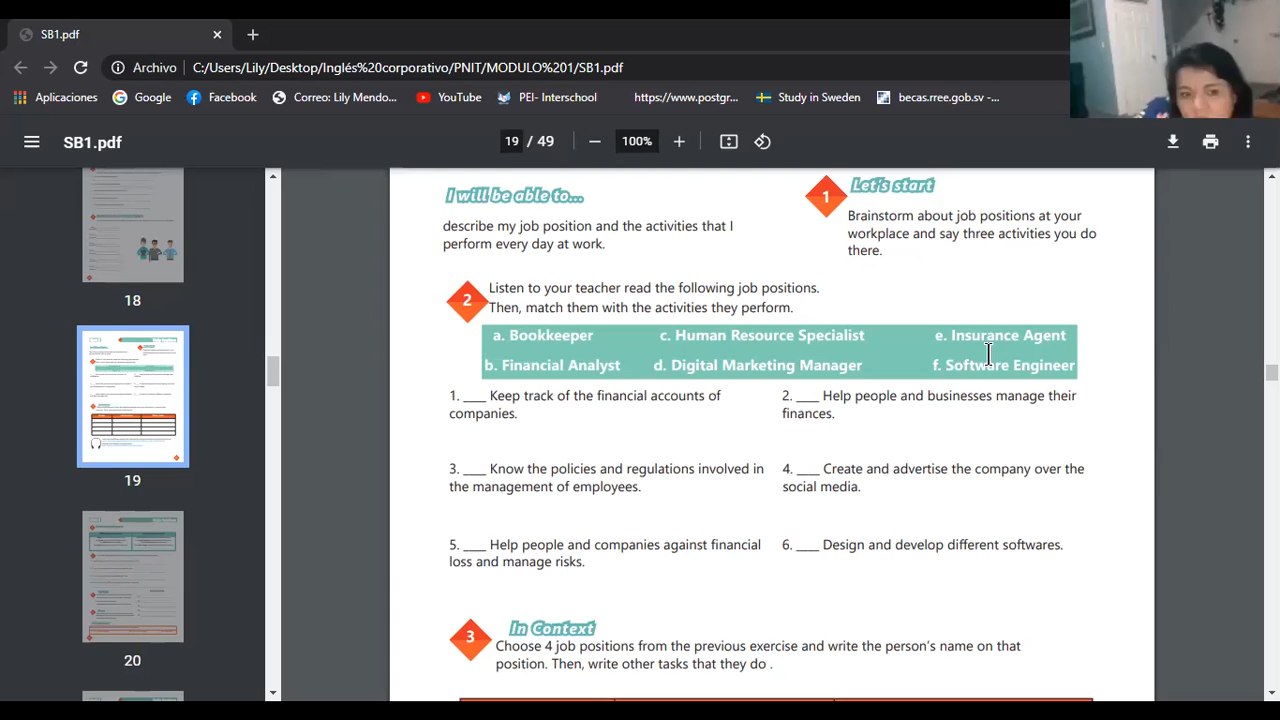 SB1.pdf
Archivo C:/Users/Lily/Desktop/Inglés%20corporativo/PNIT/MODULO%201/SB1.pdf
Aplicaciones Google Facebook Correo: Lily Mendo... YouTube PEI- Interschool https://www.postgr... Study in Sweden becas.rree.gob.sv -...
SB1.pdf 19 / 49 100%
I will be able to...
describe my job position and the activities that I
perform every day at work.
1 Let's start
Brainstorm about job positions at your
workplace and say three activities you do
there.
2 Listen to your teacher read the following job positions.
Then, match them with the activities they perform.
a. Bookkeeper c. Human Resource Specialist e. Insurance Agent
b. Financial Analyst d. Digital Marketing Manager f. Software Engineer
1. ___ Keep track of the financial accounts of
companies.
2. ___ Help people and businesses manage their
finances.
3. ___ Know the policies and regulations involved in
the management of employees.
4. ___ Create and advertise the company over the
social media.
5. ___ Help people and companies against financial
loss and manage risks.
6. ___ Design and develop different softwares.
3 In Context
Choose 4 job positions from the previous exercise and write the person's name on that
position. Then, write other tasks that they do .
18
19
20